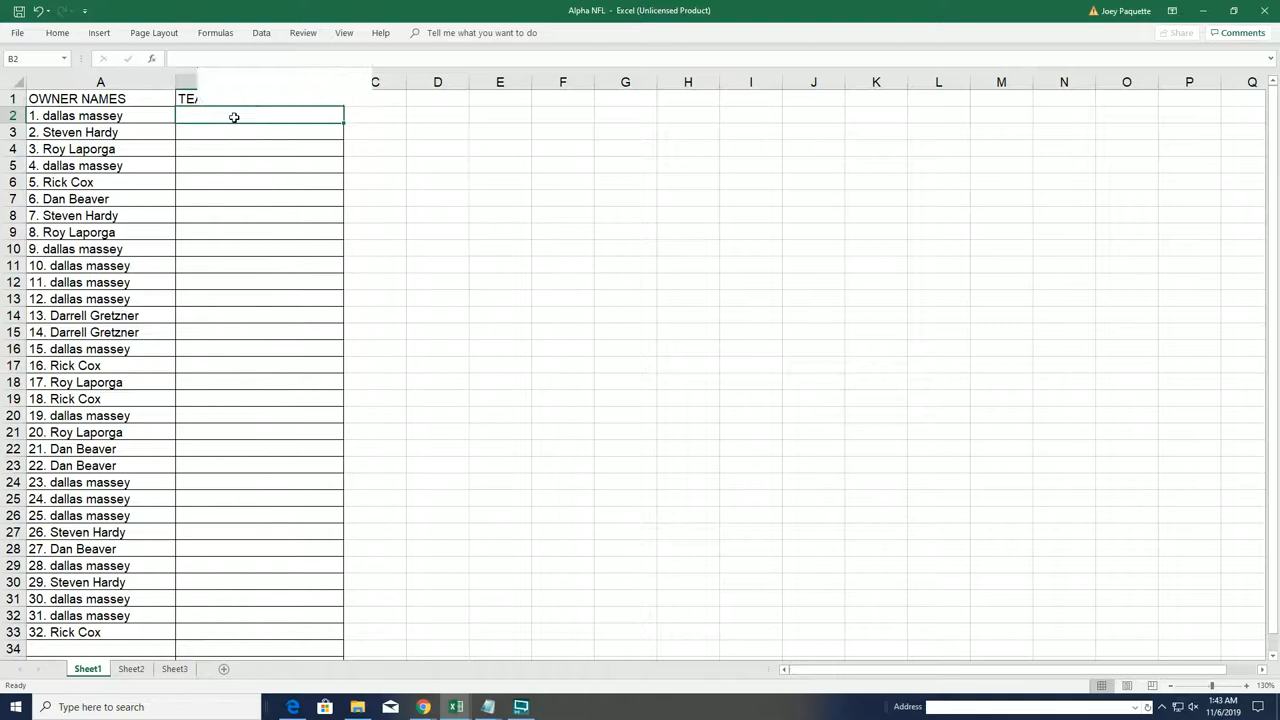 Alpha NFL - Excel (Unlicensed Product)
Joey Paquette
File Home Insert Page Layout Formulas Data Review View Help Tell me what you want to do
Share Comments
B2
A C D E F G H I J K L M N O P Q
1 OWNER NAMES
2 1. dallas massey
3 2. Steven Hardy
4 3. Roy Laporga
5 4. dallas massey
6 5. Rick Cox
7 6. Dan Beaver
8 7. Steven Hardy
9 8. Roy Laporga
10 9. dallas massey
11 10. dallas massey
12 11. dallas massey
13 12. dallas massey
14 13. Darrell Gretzner
15 14. Darrell Gretzner
16 15. dallas massey
17 16. Rick Cox
18 17. Roy Laporga
19 18. Rick Cox
20 19. dallas massey
21 20. Roy Laporga
22 21. Dan Beaver
23 22. Dan Beaver
24 23. dallas massey
25 24. dallas massey
26 25. dallas massey
27 26. Steven Hardy
28 27. Dan Beaver
29 28. dallas massey
30 29. Steven Hardy
31 30. dallas massey
32 31. dallas massey
33 32. Rick Cox
34
Sheet1 Sheet2 Sheet3
Ready
130%
Type here to search
Address
1:43 AM
11/6/2019